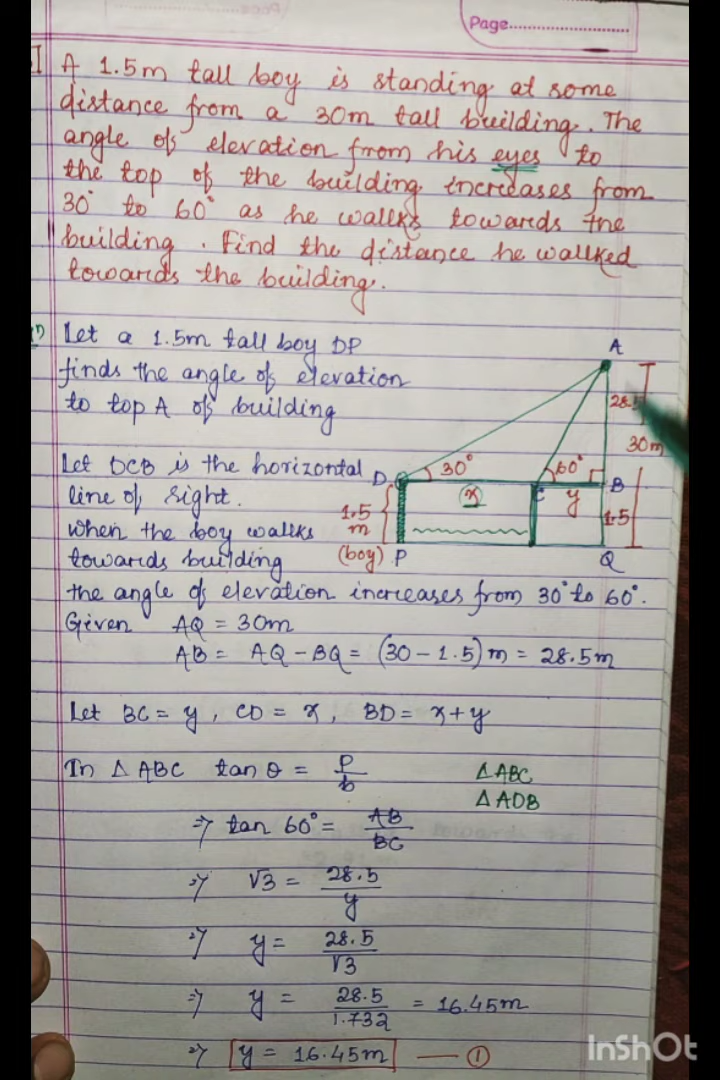 Page
A 1.5m tall boy is standing at some
distance from a 30m tall building. The
angle of elevation from his eyes to
the top of the building increases from
30° to 60° as he wallks towards the
building. Find the distance he wallked
towards the building.
Let a 1.5m tall boy DP
finds the angle of elevation
to top A of building
Let DCB is the horizontal
line of sight.
when the boy wallks
towards building
A
28.5
30m
D 30° 60° B
x C y
1.5
m
1.5
(boy) P Q
the angle of elevation increases from 30° to 60°.
Given AQ = 30m
AB = AQ - BQ = (30 - 1.5) m = 28.5m
Let BC = y, CD = x, BD = x+y
In △ ABC tan θ = p/b
△ABC
△ADB
⇒ tan 60° = AB/BC
⇒ √3 = 28.5/y
⇒ y = 28.5/√3
⇒ y = 28.5/1.732 = 16.45m
⇒ y = 16.45m — ①
InShOt